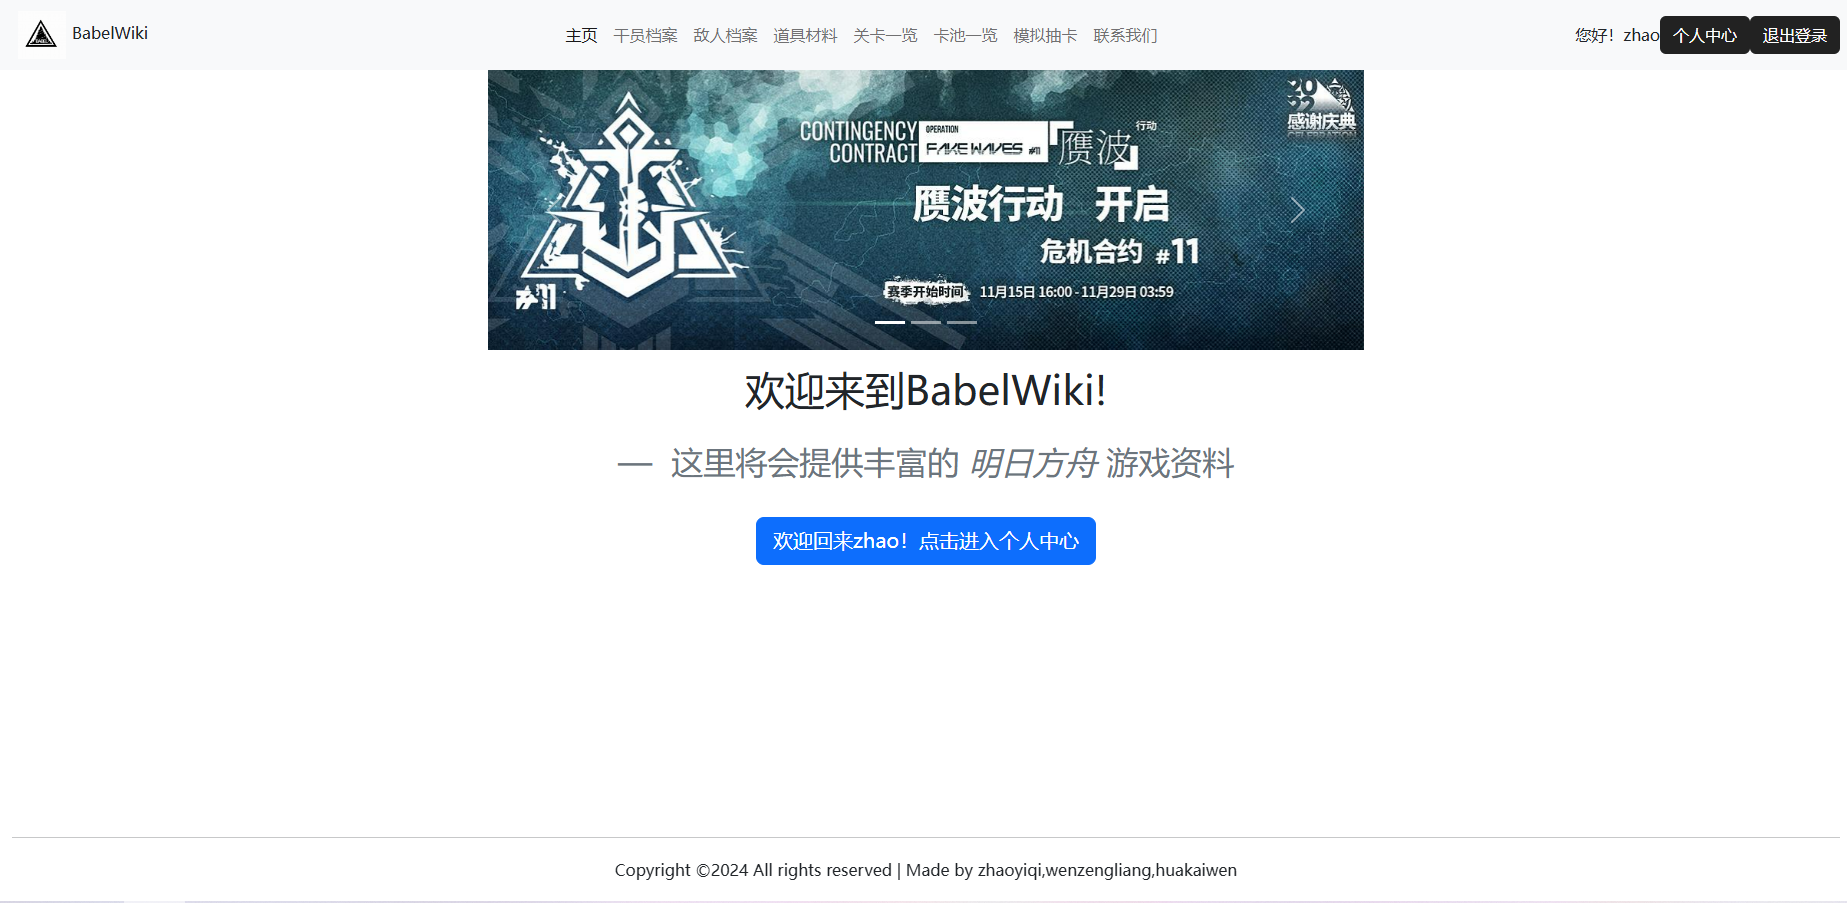 BabelWiki
主页 干员档案 敌人档案 道具材料 关卡一览 卡池一览 模拟抽卡 联系我们
您好！zhao 个人中心 退出登录
2022
感谢庆典
CELEBRATION
CONTINGENCY
CONTRACT
OPERATION
FAKE WAVES #11
赝波
行动
赝波行动 开启
危机合约 #11
#11
赛季开始时间 11月15日 16:00 - 11月29日 03:59
欢迎来到BabelWiki!
— 这里将会提供丰富的 明日方舟 游戏资料
欢迎回来zhao！点击进入个人中心
Copyright ©2024 All rights reserved | Made by zhaoyiqi,wenzengliang,huakaiwen